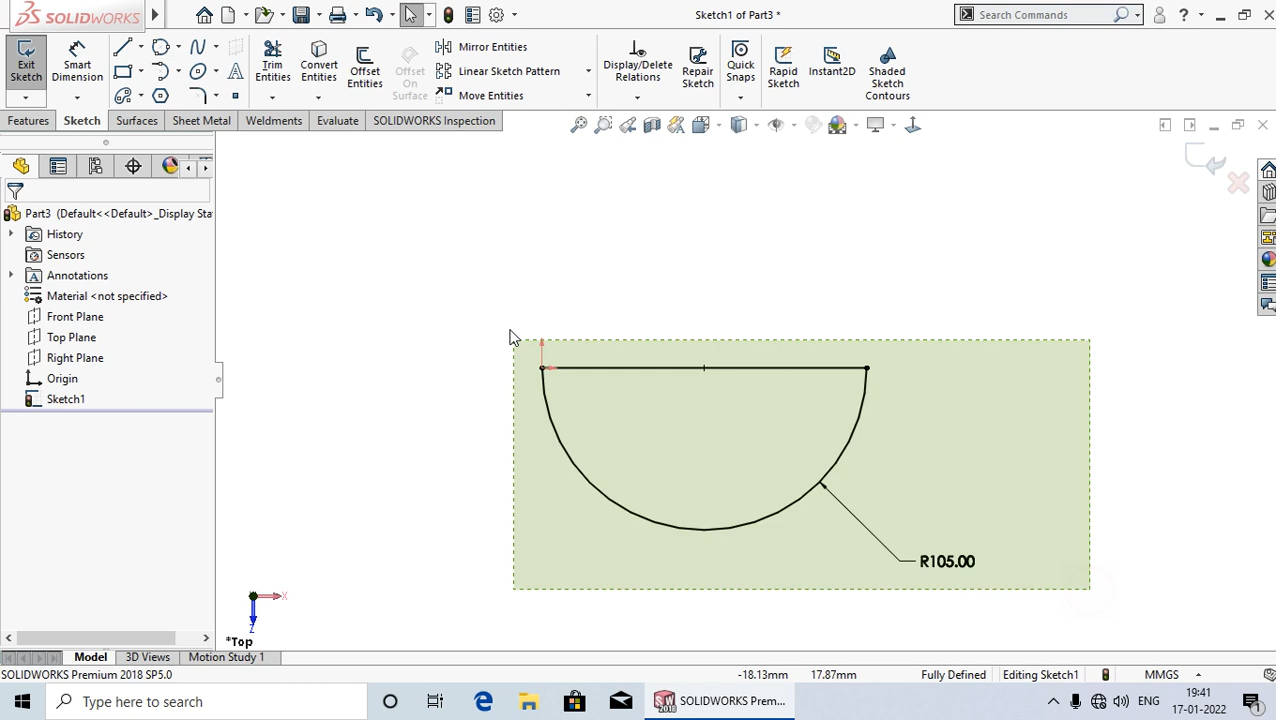 SOLIDWORKS
Sketch1 of Part3 *
Search Commands
?
Exit Sketch
Smart Dimension
Trim Entities
Convert Entities
Offset Entities
Offset On Surface
Mirror Entities
Linear Sketch Pattern
Move Entities
Display/Delete Relations
Repair Sketch
Quick Snaps
Rapid Sketch
Instant2D
Shaded Sketch Contours
Features
Sketch
Surfaces
Sheet Metal
Weldments
Evaluate
SOLIDWORKS Inspection
Part3 (Default<<Default>_Display Sta
History
Sensors
Annotations
Material <not specified>
Front Plane
Top Plane
Right Plane
Origin
Sketch1
R105.00
X
Z
*Top
Model
3D Views
Motion Study 1
SOLIDWORKS Premium 2018 SP5.0
-18.13mm
17.87mm
Fully Defined
Editing Sketch1
MMGS
Type here to search
SOLIDWORKS Prem...
ENG
19:41
17-01-2022